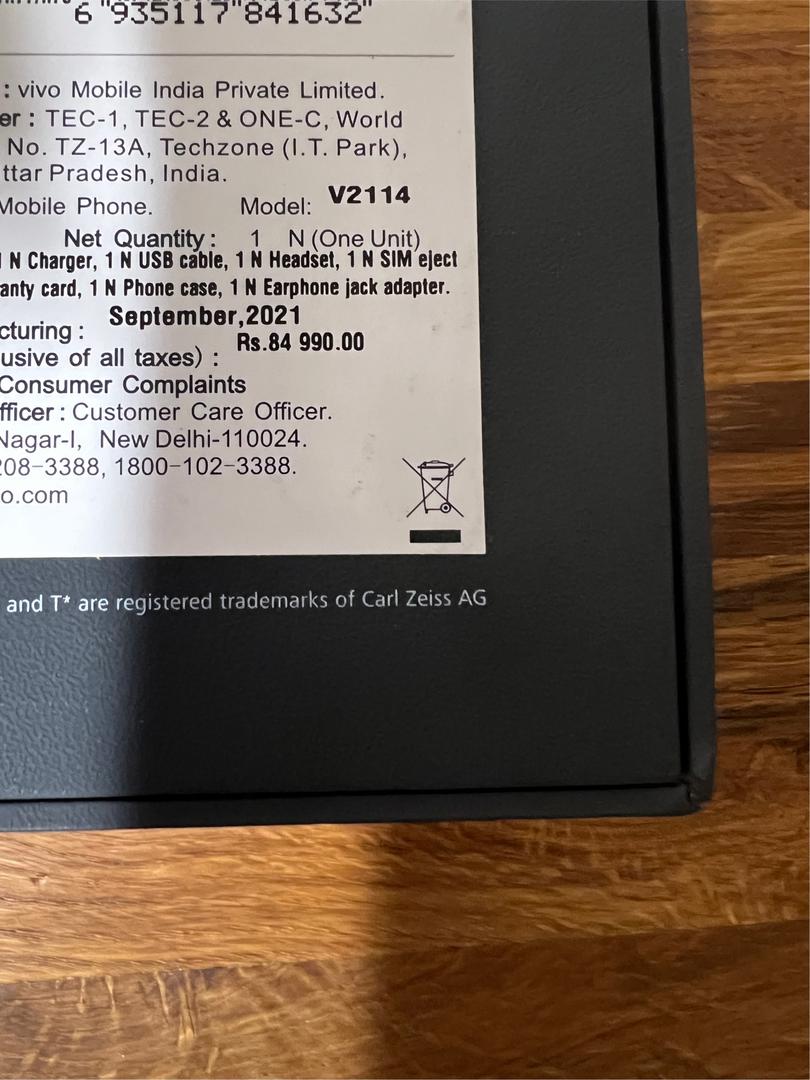 6 "935117"841632"
: vivo Mobile India Private Limited.
er : TEC-1, TEC-2 & ONE-C, World
No. TZ-13A, Techzone (I.T. Park),
ttar Pradesh, India.
Mobile Phone. Model: V2114
Net Quantity : 1 N (One Unit)
1 N Charger, 1 N USB cable, 1 N Headset, 1 N SIM eject
anty card, 1 N Phone case, 1 N Earphone jack adapter.
cturing : September,2021
usive of all taxes) : Rs.84 990.00
Consumer Complaints
fficer : Customer Care Officer.
Nagar-I, New Delhi-110024.
208-3388, 1800-102-3388.
o.com
and T* are registered trademarks of Carl Zeiss AG